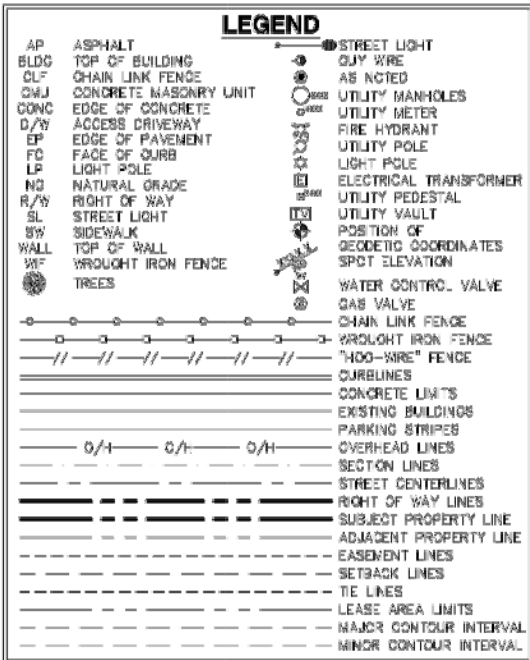 LEGEND
AP ASPHALT
BLDG TOP OF BUILDING
CLF CHAIN LINK FENCE
CMU CONCRETE MASONRY UNIT
CONC EDGE OF CONCRETE
D/W ACCESS DRIVEWAY
EP EDGE OF PAVEMENT
FC FACE OF CURB
LP LIGHT POLE
NG NATURAL GRADE
R/W RIGHT OF WAY
SL STREET LIGHT
SW SIDEWALK
WALL TOP OF WALL
WIF WROUGHT IRON FENCE
TREES
STREET LIGHT
GUY WIRE
AS NOTED
UTILITY MANHOLES
UTILITY METER
FIRE HYDRANT
UTILITY POLE
LIGHT POLE
E ELECTRICAL TRANSFORMER
UTILITY PEDESTAL
TV UTILITY VAULT
POSITION OF
GEODETIC COORDINATES
SPOT ELEVATION
W WATER CONTROL VALVE
GAS VALVE
CHAIN LINK FENCE
WROUGHT IRON FENCE
"HOG-WIRE" FENCE
CURBLINES
CONCRETE LIMITS
EXISTING BUILDINGS
PARKING STRIPES
O/H O/H O/H OVERHEAD LINES
SECTION LINES
STREET CENTERLINES
RIGHT OF WAY LINES
SUBJECT PROPERTY LINE
ADJACENT PROPERTY LINE
EASEMENT LINES
SETBACK LINES
TIE LINES
LEASE AREA LIMITS
MAJOR CONTOUR INTERVAL
MINOR CONTOUR INTERVAL